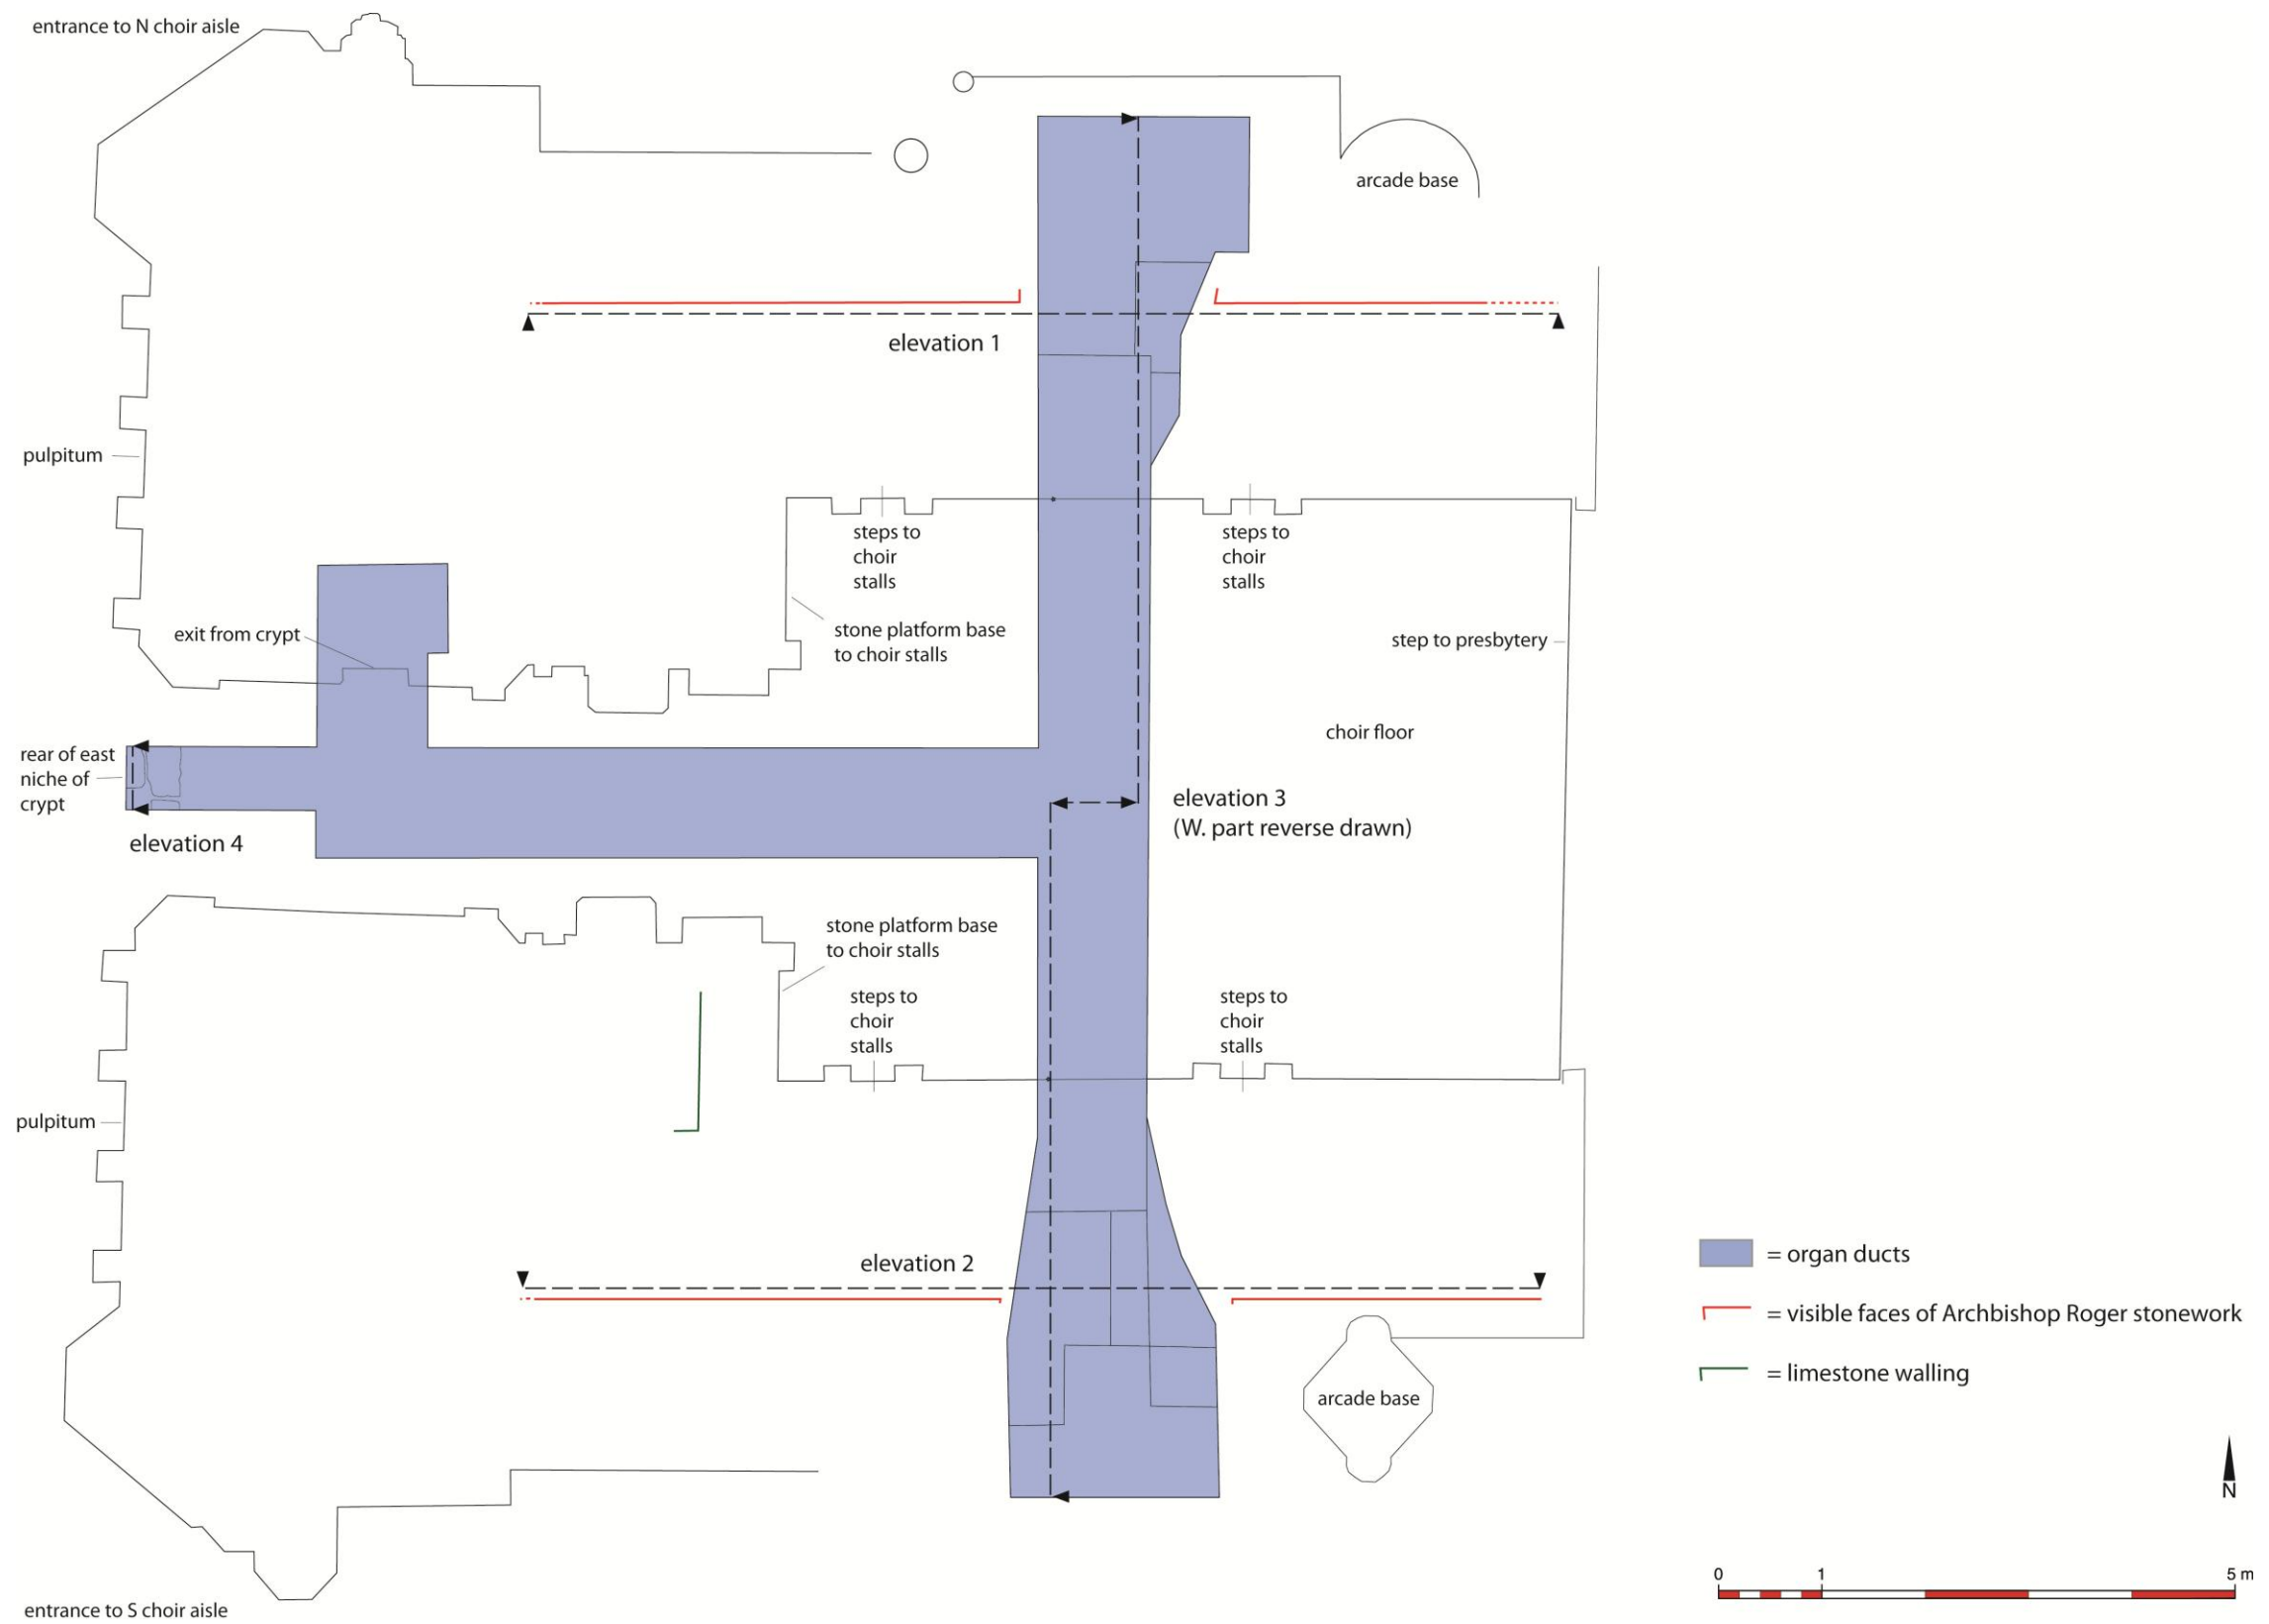 entrance to N choir aisle
arcade base
elevation 1
pulpitum
steps to
choir
stalls
steps to
choir
stalls
exit from crypt
stone platform base
to choir stalls
step to presbytery
choir floor
rear of east
niche of
crypt
elevation 3
(W. part reverse drawn)
elevation 4
stone platform base
to choir stalls
steps to
choir
stalls
steps to
choir
stalls
pulpitum
elevation 2
= organ ducts
= visible faces of Archbishop Roger stonework
= limestone walling
arcade base
N
0 1 5 m
entrance to S choir aisle